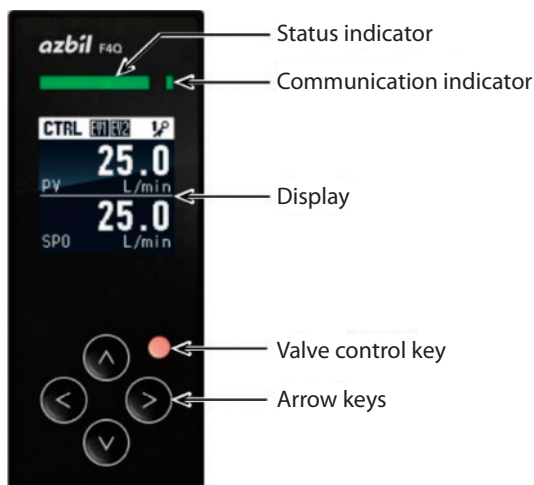 azbil F4Q
Status indicator
Communication indicator
CTRL EV1 EV2
25.0
PV L/min
Display
25.0
SP0 L/min
Valve control key
Arrow keys